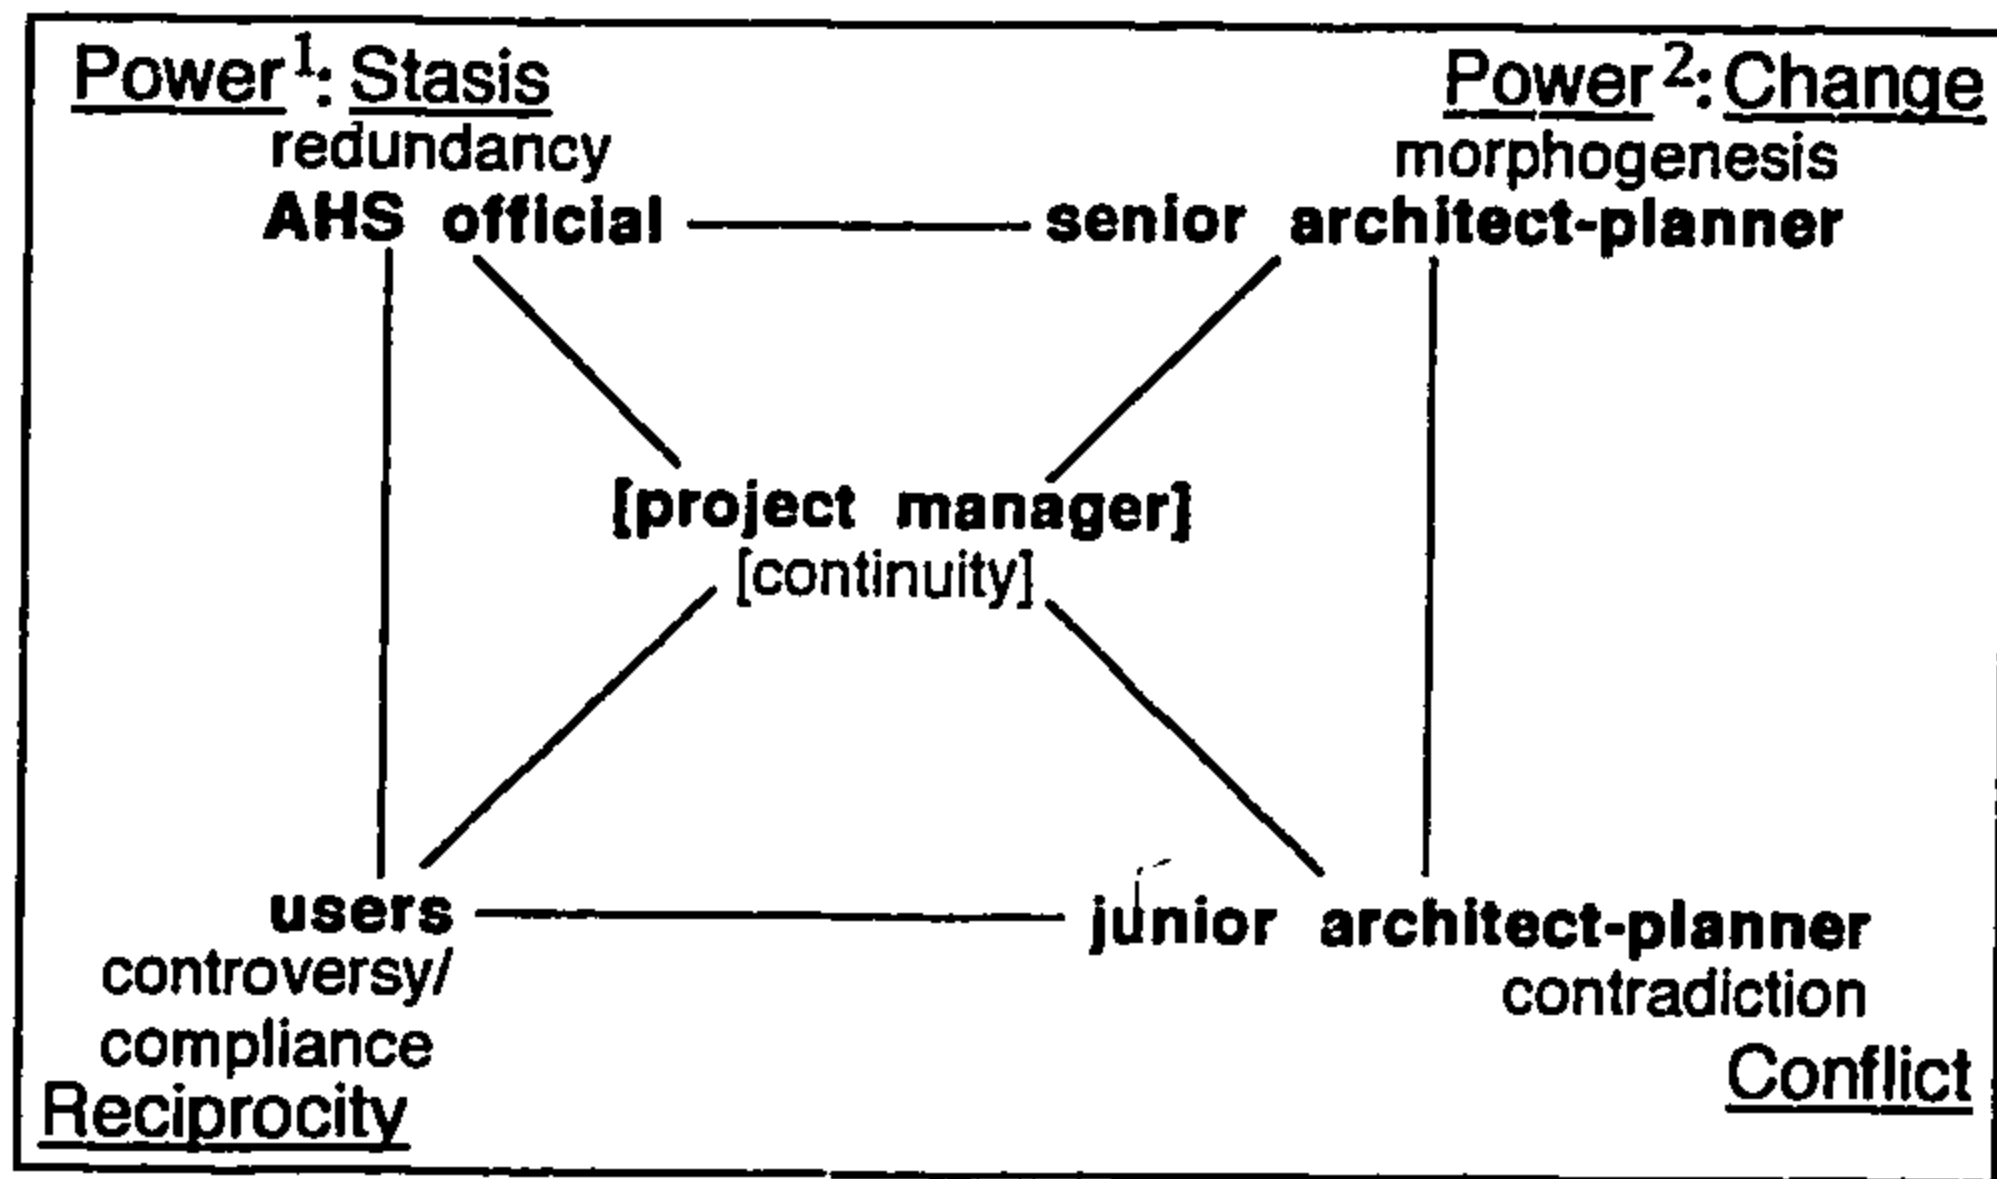 Power¹: Stasis
redundancy
AHS official
Power²: Change
morphogenesis
senior architect-planner
[project manager]
[continuity]
users
controversy/
compliance
Reciprocity
junior architect-planner
contradiction
Conflict